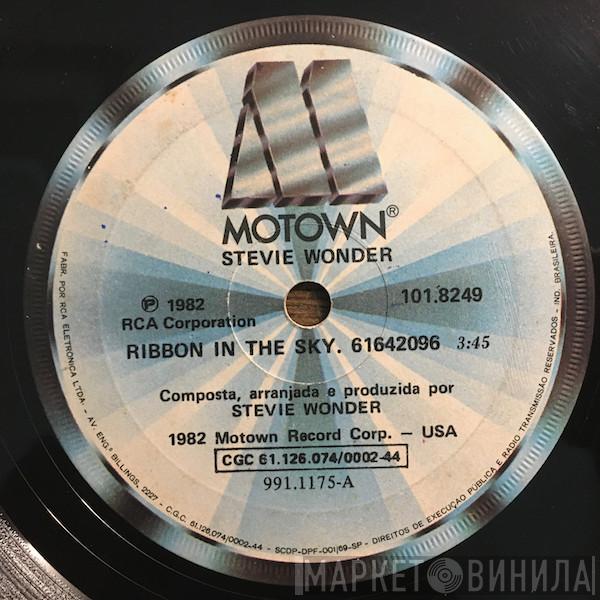 MOTOWN®
STEVIE WONDER
℗ 1982
RCA Corporation
101.8249
RIBBON IN THE SKY. 61642096 3:45
Composta, arranjada e produzida por
STEVIE WONDER
1982 Motown Record Corp. – USA
CGC 61.126.074/0002-44
991.1175-A
FABR. POR RCA ELETRÔNICA LTDA - AV. ENG.º BILLINGS, 2227 - C.G.C. 61.126.074/0002-44 - SCDP-DPF-001/69-SP - DIREITOS DE EXECUÇÃO PÚBLICA E RADIO TRANSMISSÃO RESERVADOS - IND. BRASILEIRA.
МАРКЕТ ВИНИЛА